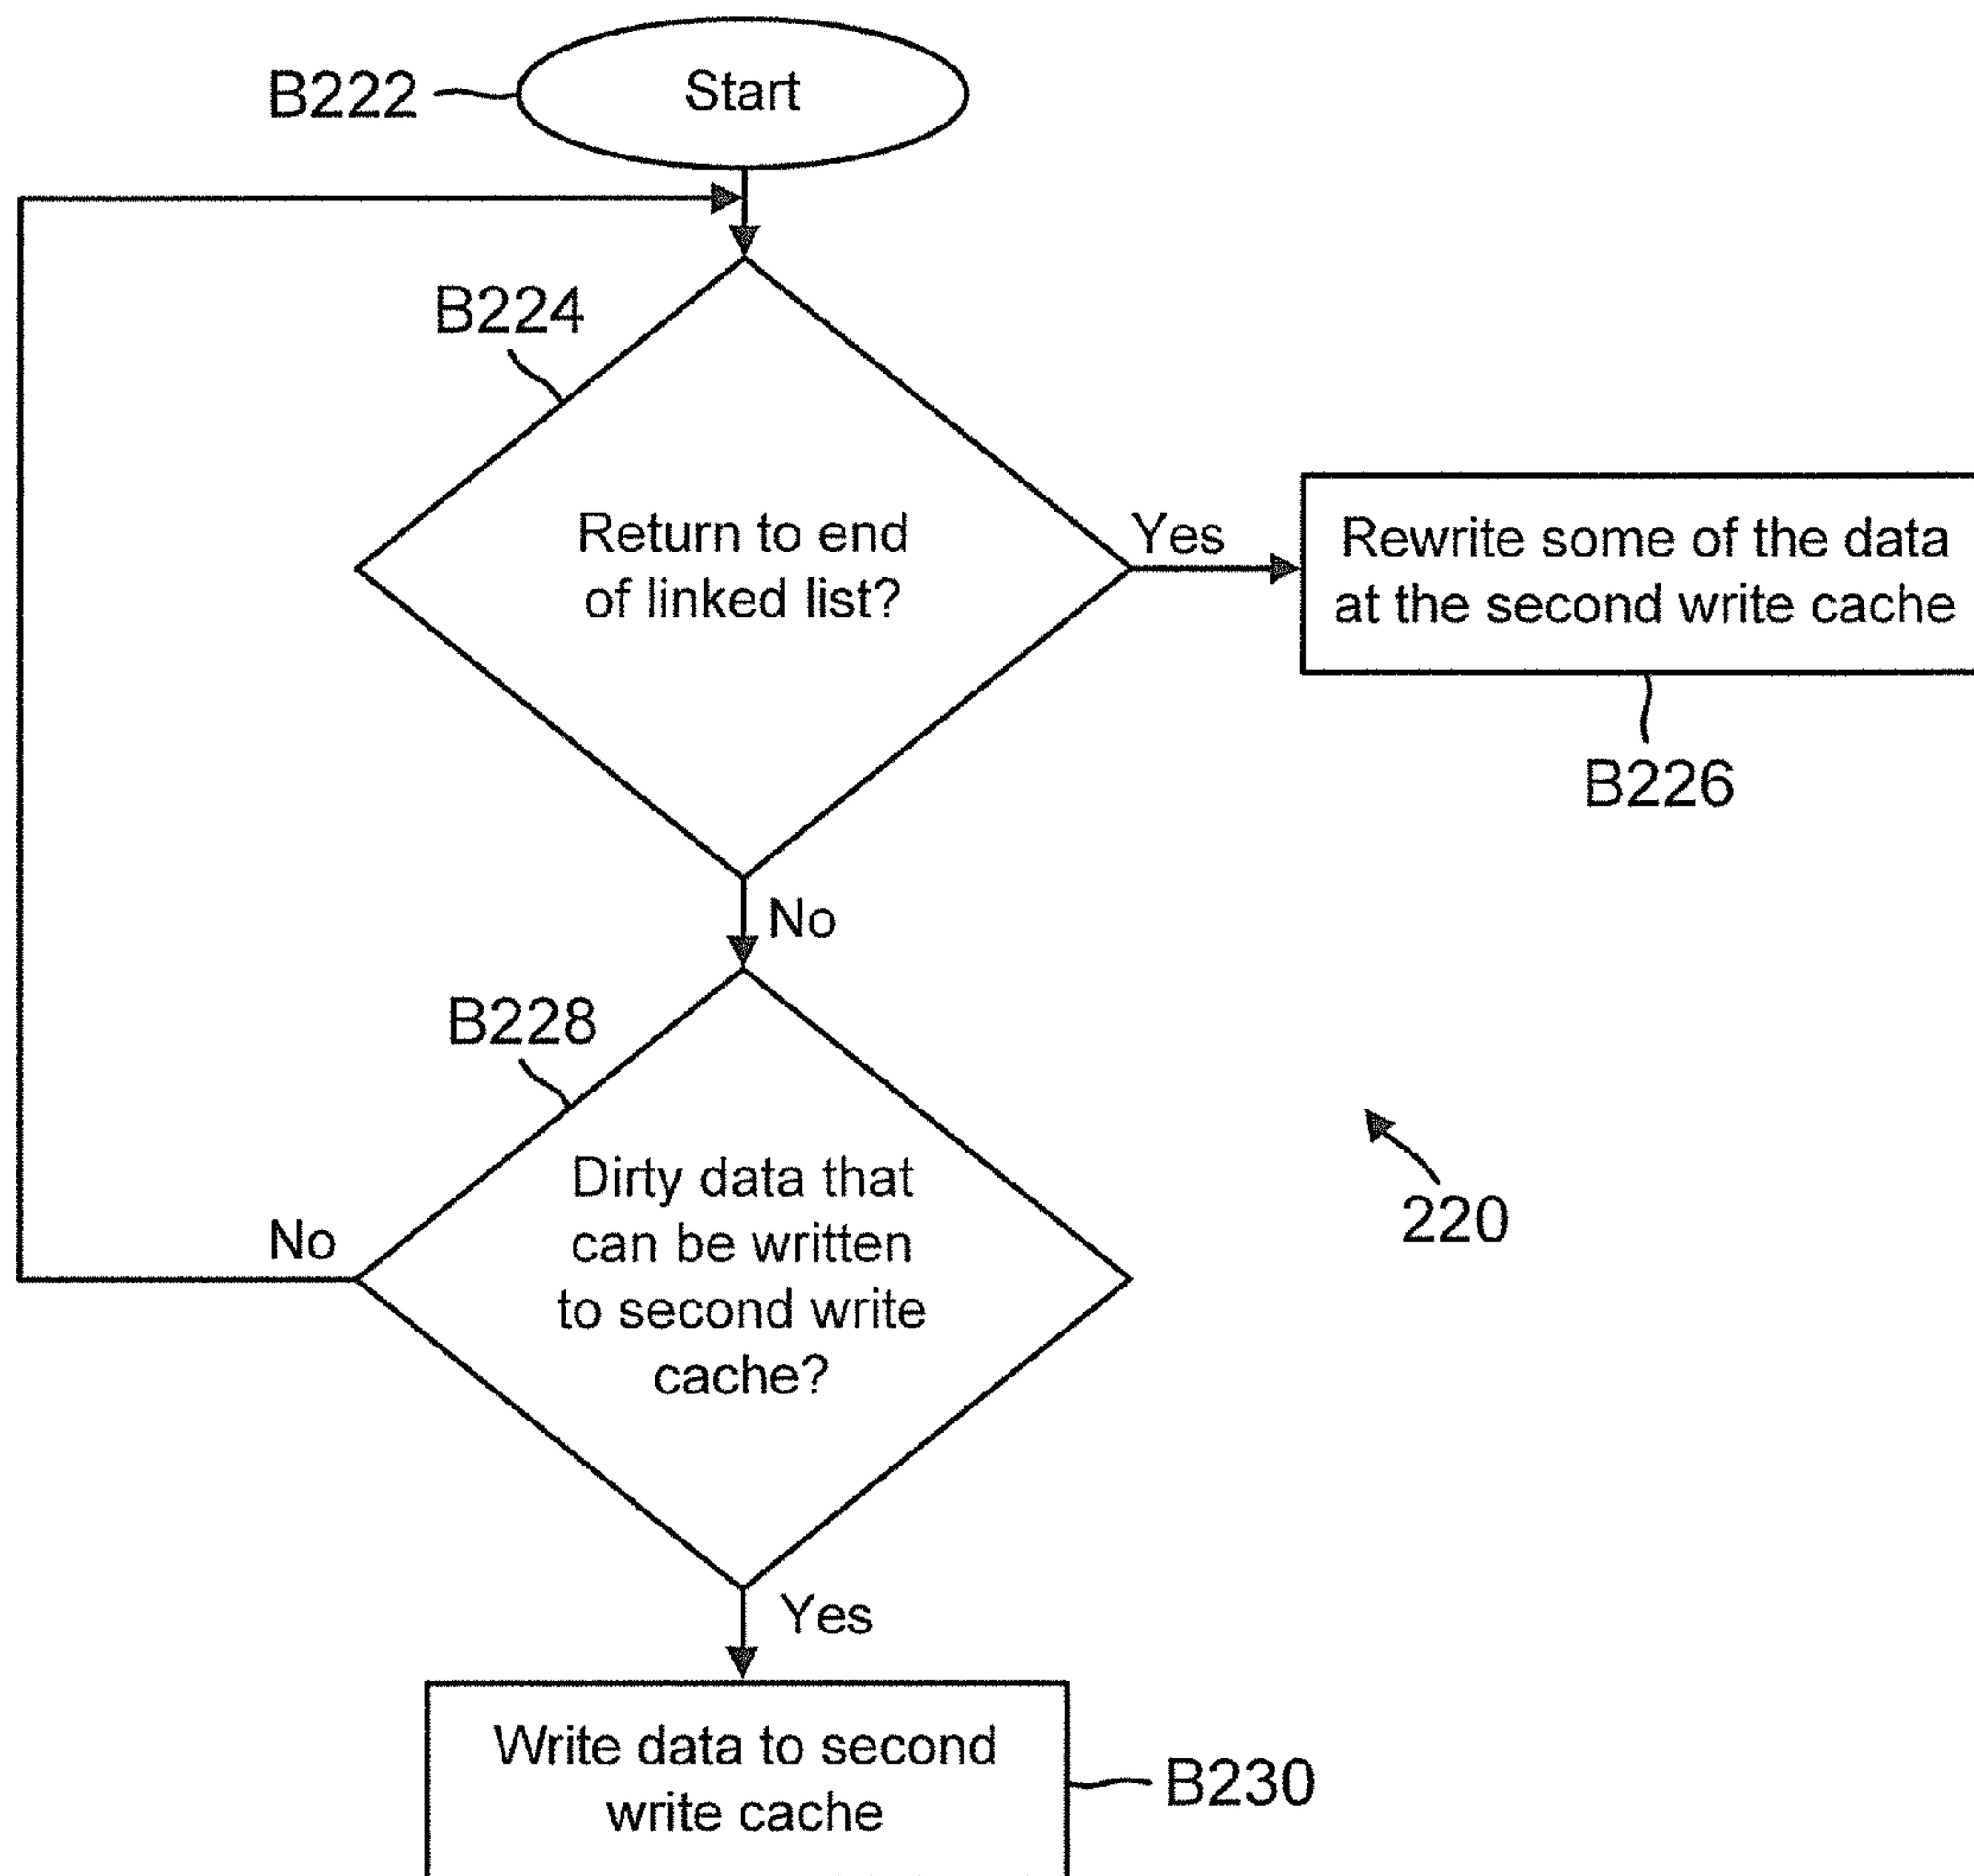 B222
Start
B224
Return to end
of linked list?
Yes
Rewrite some of the data
at the second write cache
B226
No
B228
Dirty data that
can be written
to second write
cache?
No
220
Yes
Write data to second
write cache
B230